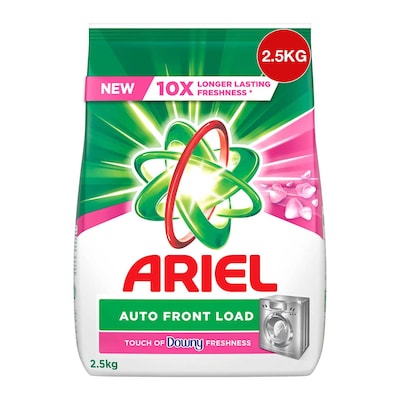 2.5KG
NEW 10X LONGER LASTING
FRESHNESS *
ARIEL
AUTO FRONT LOAD
TOUCH OF Downy FRESHNESS
2.5kg